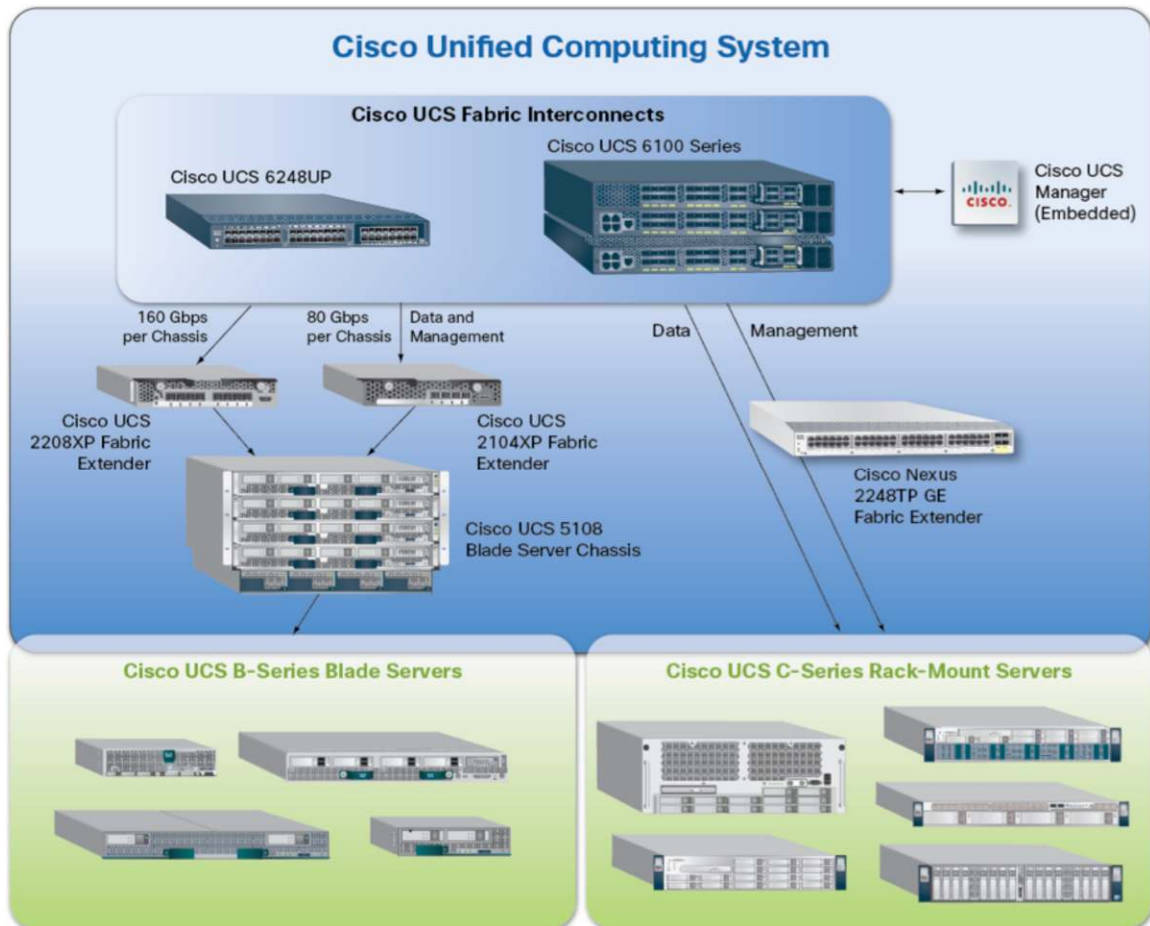 Cisco Unified Computing System
Cisco UCS Fabric Interconnects
Cisco UCS 6100 Series
Cisco UCS 6248UP
Cisco UCS
Manager
(Embedded)
CISCO.
160 Gbps
per Chassis
80 Gbps
per Chassis
Data and
Management
Data
Management
Cisco UCS
2208XP Fabric
Extender
Cisco UCS
2104XP Fabric
Extender
Cisco Nexus
2248TP GE
Fabric Extender
Cisco UCS 5108
Blade Server Chassis
Cisco UCS B-Series Blade Servers
Cisco UCS C-Series Rack-Mount Servers